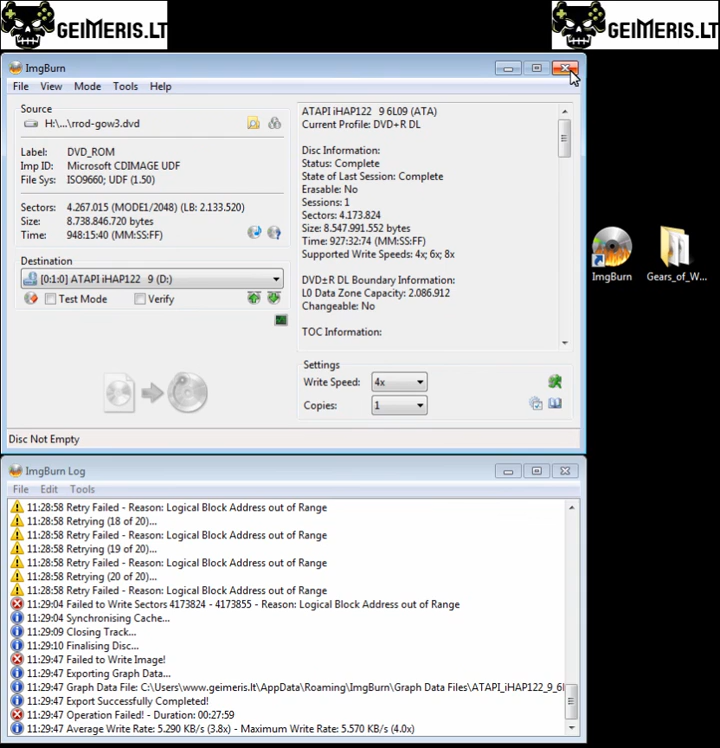 GEIMERIS.LT
GEIMERIS.LT
ImgBurn
File View Mode Tools Help
Source
H:\...\rrod-gow3.dvd
Label: DVD_ROM
Imp ID: Microsoft CDIMAGE UDF
File Sys: ISO9660; UDF (1.50)
Sectors: 4.267.015 (MODE1/2048) (LB: 2.133.520)
Size: 8.738.846.720 bytes
Time: 948:15:40 (MM:SS:FF)
Destination
[0:1:0] ATAPI iHAP122 9 (D:)
Test Mode Verify
ATAPI iHAP122 9 6L09 (ATA)
Current Profile: DVD+R DL
Disc Information:
Status: Complete
State of Last Session: Complete
Erasable: No
Sessions: 1
Sectors: 4.173.824
Size: 8.547.991.552 bytes
Time: 927:32:74 (MM:SS:FF)
Supported Write Speeds: 4x; 6x; 8x
DVD±R DL Boundary Information:
L0 Data Zone Capacity: 2.086.912
Changeable: No
TOC Information:
Settings
Write Speed: 4x
Copies: 1
Disc Not Empty
ImgBurn
Gears_of_W...
ImgBurn Log
File Edit Tools
11:28:58 Retry Failed - Reason: Logical Block Address out of Range
11:28:58 Retrying (18 of 20)...
11:28:58 Retry Failed - Reason: Logical Block Address out of Range
11:28:58 Retrying (19 of 20)...
11:28:58 Retry Failed - Reason: Logical Block Address out of Range
11:28:58 Retrying (20 of 20)...
11:28:58 Retry Failed - Reason: Logical Block Address out of Range
11:29:04 Failed to Write Sectors 4173824 - 4173855 - Reason: Logical Block Address out of Range
11:29:04 Synchronising Cache...
11:29:09 Closing Track...
11:29:10 Finalising Disc...
11:29:47 Failed to Write Image!
11:29:47 Exporting Graph Data...
11:29:47 Graph Data File: C:\Users\www.geimeris.lt\AppData\Roaming\ImgBurn\Graph Data Files\ATAPI_iHAP122_9_6l
11:29:47 Export Successfully Completed!
11:29:47 Operation Failed! - Duration: 00:27:59
11:29:47 Average Write Rate: 5.290 KB/s (3.8x) - Maximum Write Rate: 5.570 KB/s (4.0x)